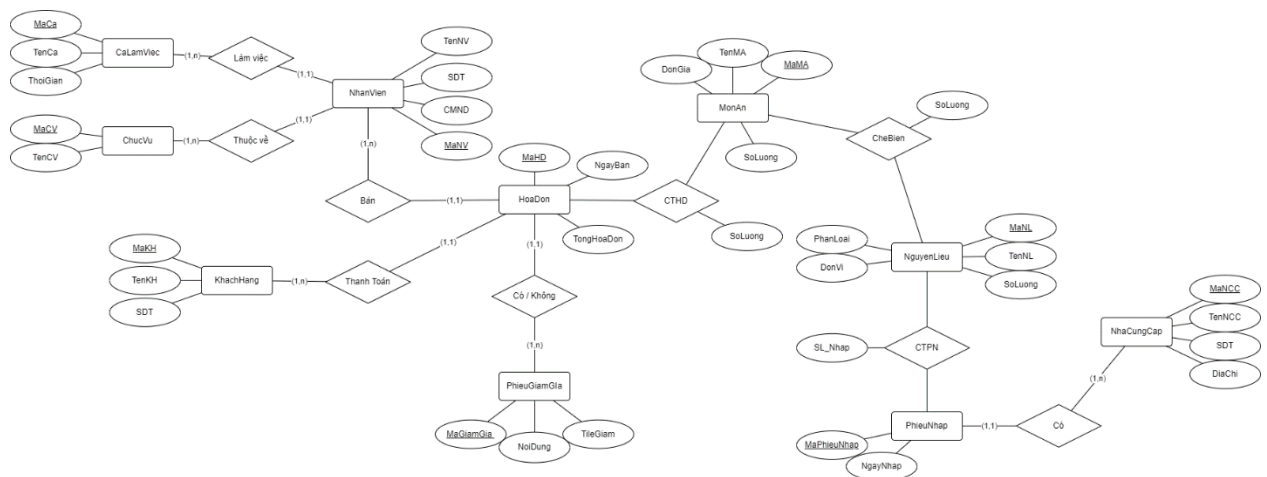 MaCa
TenCa
ThoiGian
CaLamViec
(1,n)
Làm việc
(1,1)
MaCV
TenCV
ChucVu
(1,n)
Thuộc về
(1,1)
NhanVien
TenNV
SDT
CMND
MaNV
(1,n)
Bán
(1,1)
MaHD
NgayBan
HoaDon
TongHoaDon
MaKH
TenKH
SDT
KhachHang
(1,n)
Thanh Toán
(1,1)
(1,1)
Có / Không
(1,n)
PhieuGiamGIa
MaGiamGia
NoiDung
TileGiam
CTHD
SoLuong
DonGia
TenMA
MaMA
MonAn
SoLuong
CheBien
SoLuong
PhanLoai
DonVi
NguyenLieu
MaNL
TenNL
SoLuong
SL_Nhap
CTPN
PhieuNhap
MaPhieuNhap
NgayNhap
(1,1)
Có
(1,n)
NhaCungCap
MaNCC
TenNCC
SDT
DiaChi